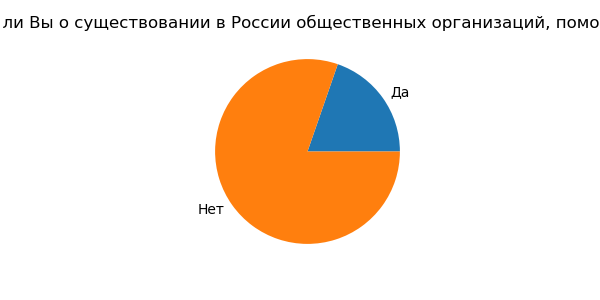 ли Вы о существовании в России общественных организаций, помо
Да
Нет